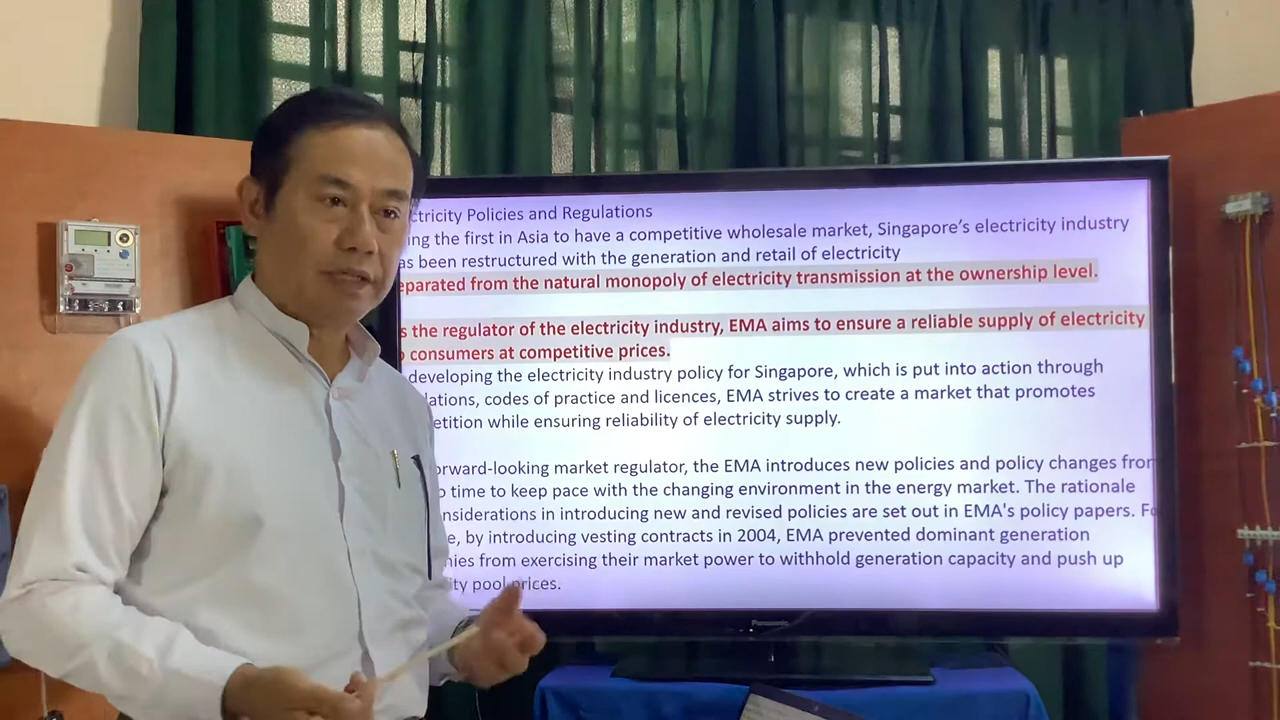 ctricity Policies and Regulations
ing the first in Asia to have a competitive wholesale market, Singapore’s electricity industry
as been restructured with the generation and retail of electricity
eparated from the natural monopoly of electricity transmission at the ownership level.
s the regulator of the electricity industry, EMA aims to ensure a reliable supply of electricity
consumers at competitive prices.
developing the electricity industry policy for Singapore, which is put into action through
lations, codes of practice and licences, EMA strives to create a market that promotes
etition while ensuring reliability of electricity supply.
orward-looking market regulator, the EMA introduces new policies and policy changes from
o time to keep pace with the changing environment in the energy market. The rationale
nsiderations in introducing new and revised policies are set out in EMA's policy papers. Fo
e, by introducing vesting contracts in 2004, EMA prevented dominant generation
nies from exercising their market power to withhold generation capacity and push up
ity pool prices.
Panasonic